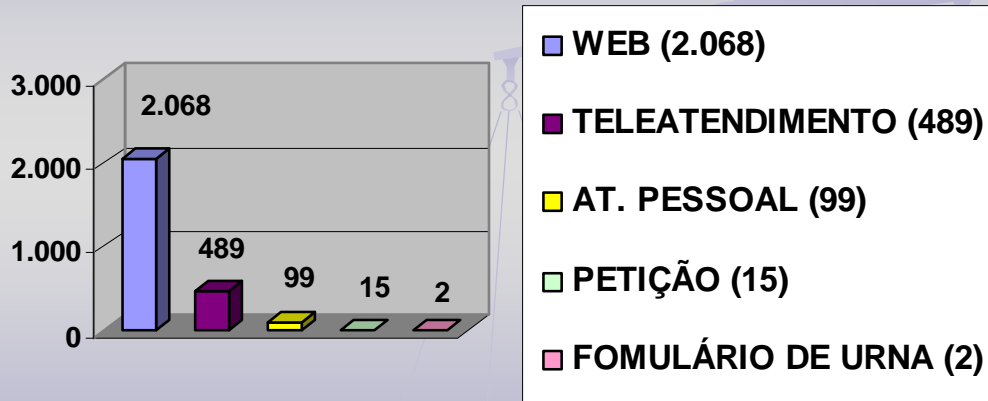 3.000
2.000
1.000
0
2.068
489
99
15
2
WEB (2.068)
TELEATENDIMENTO (489)
AT. PESSOAL (99)
PETIÇÃO (15)
FOMULÁRIO DE URNA (2)